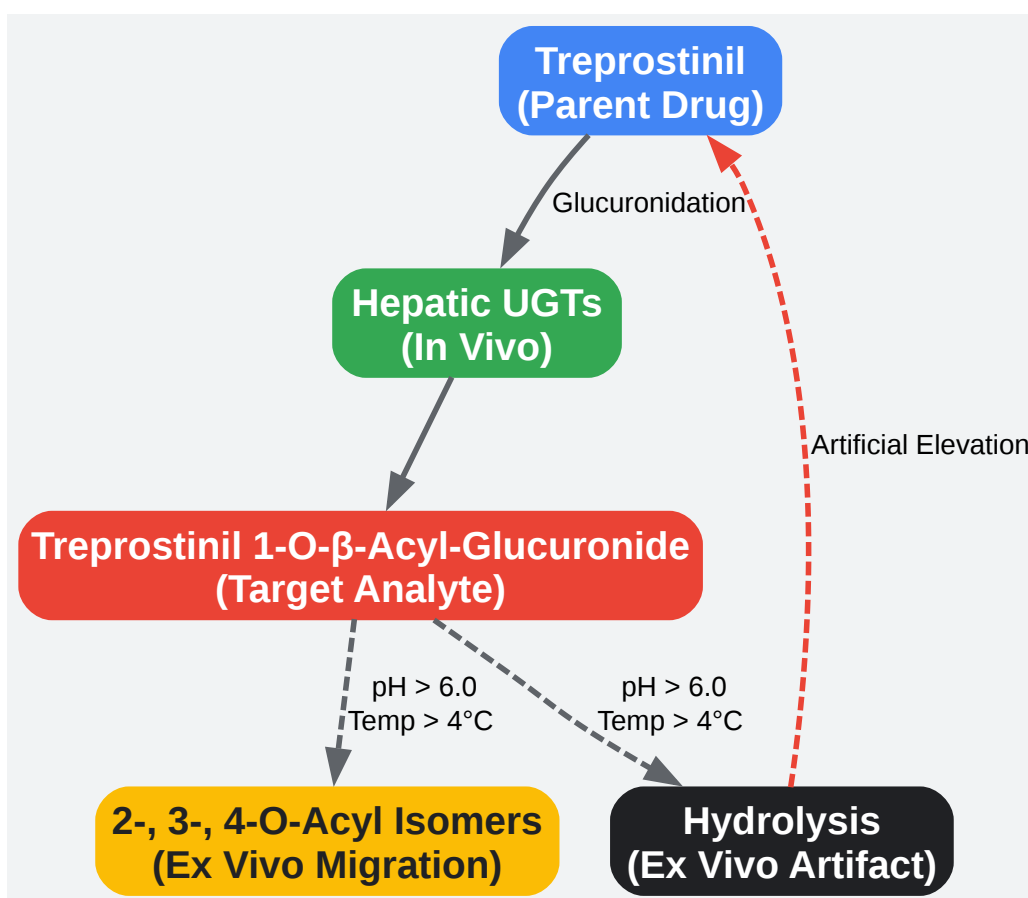 Treprostinil
(Parent Drug)
Glucuronidation
Hepatic UGTs
(In Vivo)
Artificial Elevation
Treprostinil 1-O-β-Acyl-Glucuronide
(Target Analyte)
pH > 6.0
Temp > 4°C
pH > 6.0
Temp > 4°C
2-, 3-, 4-O-Acyl Isomers
(Ex Vivo Migration)
Hydrolysis
(Ex Vivo Artifact)